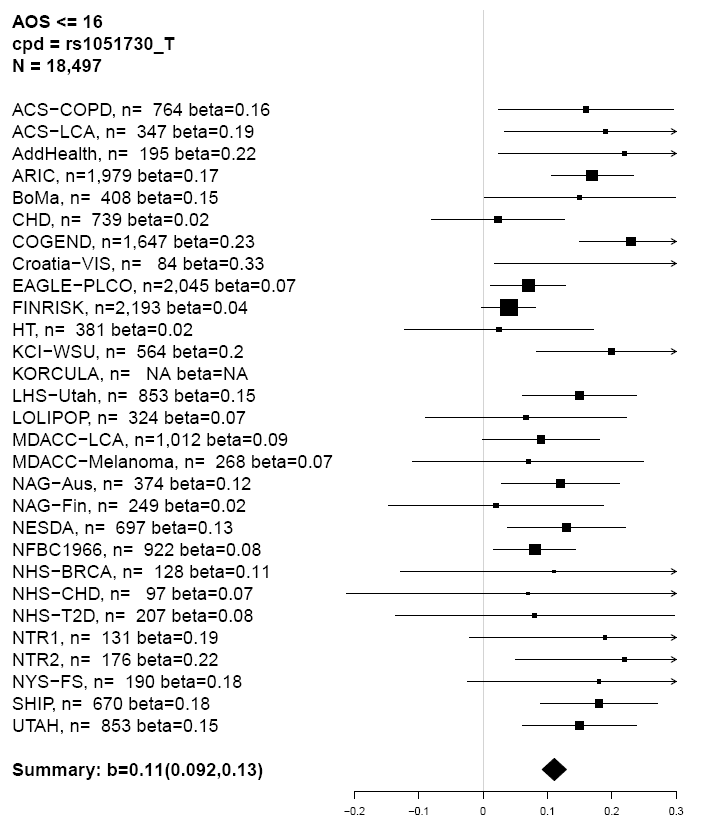 AOS <= 16
cpd = rs1051730_T
N = 18,497
ACS−COPD, n= 764 beta=0.16
ACS−LCA, n= 347 beta=0.19
AddHealth, n= 195 beta=0.22
ARIC, n=1,979 beta=0.17
BoMa, n= 408 beta=0.15
CHD, n= 739 beta=0.02
COGEND, n=1,647 beta=0.23
Croatia−VIS, n= 84 beta=0.33
EAGLE−PLCO, n=2,045 beta=0.07
FINRISK, n=2,193 beta=0.04
HT, n= 381 beta=0.02
KCI−WSU, n= 564 beta=0.2
KORCULA, n= NA beta=NA
LHS−Utah, n= 853 beta=0.15
LOLIPOP, n= 324 beta=0.07
MDACC−LCA, n=1,012 beta=0.09
MDACC−Melanoma, n= 268 beta=0.07
NAG−Aus, n= 374 beta=0.12
NAG−Fin, n= 249 beta=0.02
NESDA, n= 697 beta=0.13
NFBC1966, n= 922 beta=0.08
NHS−BRCA, n= 128 beta=0.11
NHS−CHD, n= 97 beta=0.07
NHS−T2D, n= 207 beta=0.08
NTR1, n= 131 beta=0.19
NTR2, n= 176 beta=0.22
NYS−FS, n= 190 beta=0.18
SHIP, n= 670 beta=0.18
UTAH, n= 853 beta=0.15
Summary: b=0.11(0.092,0.13)
−0.2 −0.1 0 0.1 0.2 0.3